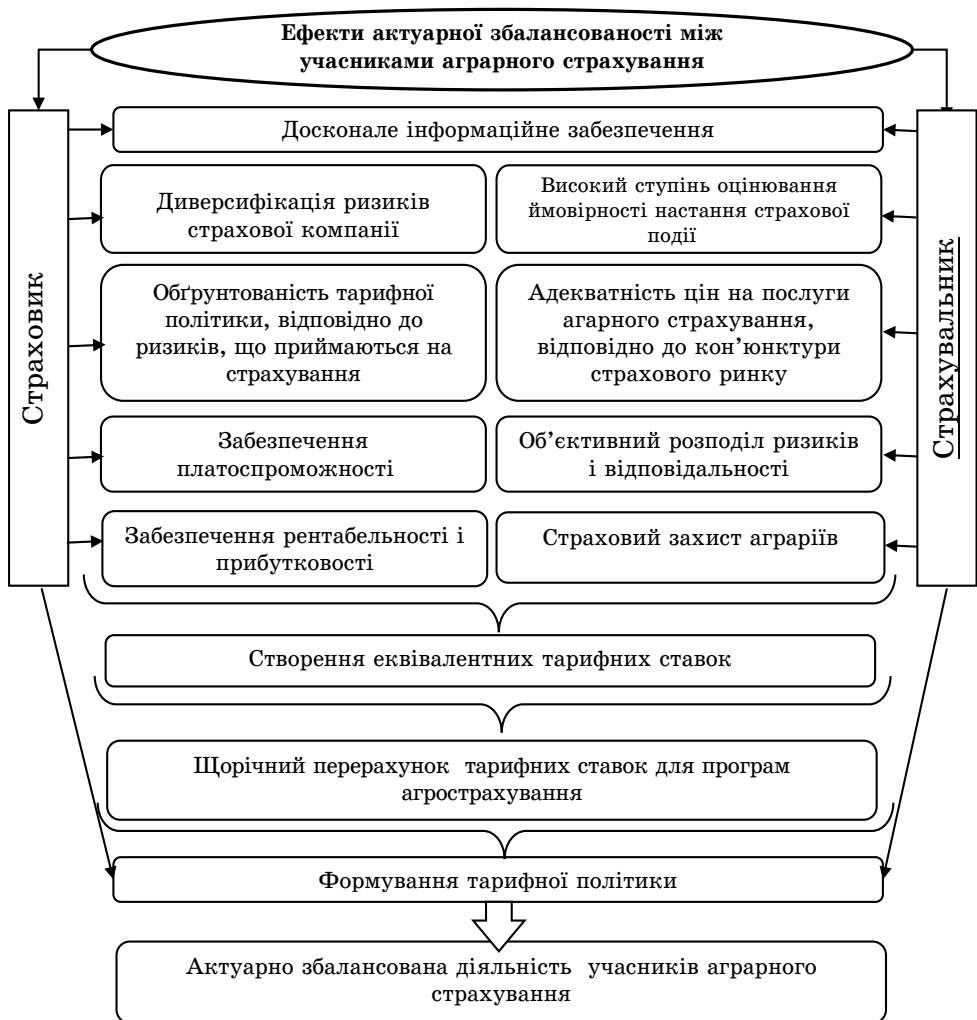 Ефекти актуарної збалансованості між
учасниками аграрного страхування
Страховик
Страхувальник
Досконале інформаційне забезпечення
Диверсифікація ризиків
страхової компанії
Високий ступінь оцінювання
ймовірності настання страхової
події
Обґрунтованість тарифної
політики, відповідно до
ризиків, що приймаються на
страхування
Адекватність цін на послуги
агарного страхування,
відповідно до кон’юнктури
страхового ринку
Забезпечення
платоспроможності
Об’єктивний розподіл ризиків
і відповідальності
Забезпечення рентабельності і
прибутковості
Страховий захист аграріїв
Створення еквівалентних тарифних ставок
Щорічний перерахунок тарифних ставок для програм
агрострахування
Формування тарифної політики
Актуарно збалансована діяльність учасників аграрного
страхування